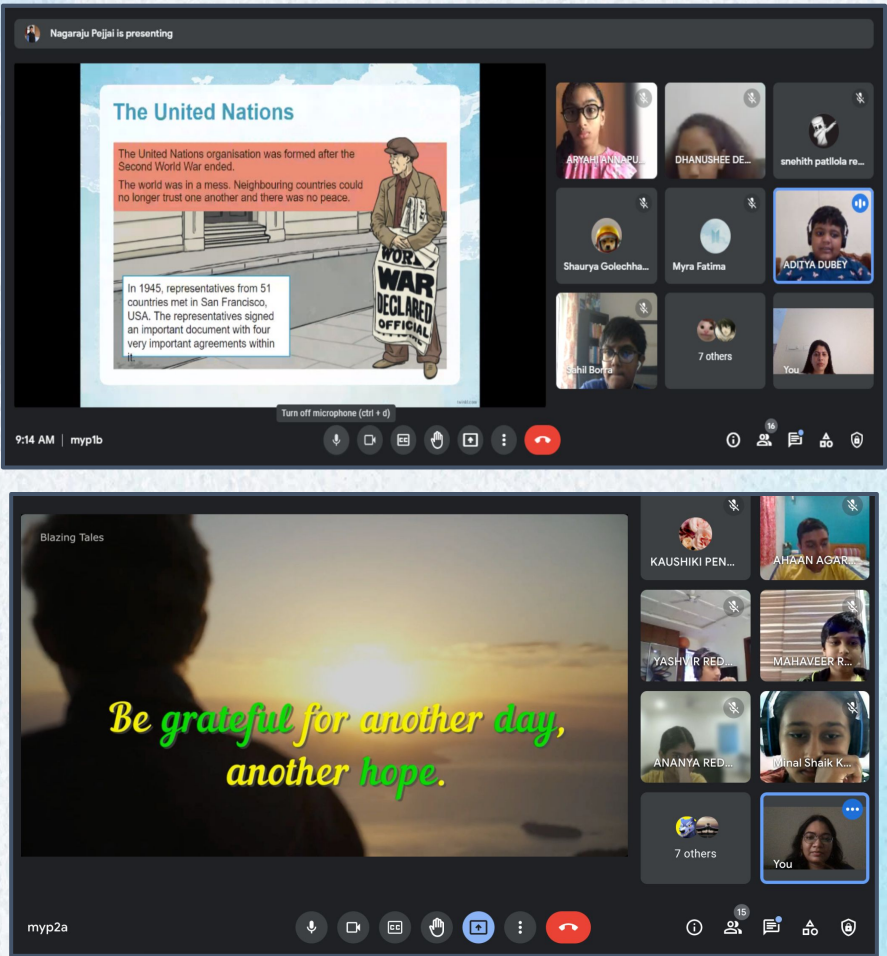 Nagaraju Pejjai is presenting
The United Nations
The United Nations organisation was formed after the
Second World War ended.
The world was in a mess. Neighbouring countries could
no longer trust one another and there was no peace.
WAR
DECLARED
OFFICIAL
In 1945, representatives from 51
countries met in San Francisco,
USA. The representatives signed
an important document with four
very important agreements within
it.
ARYAHI ANNAPU...
DHANUSHEE DE...
snehith patllola re...
Shaurya Golechha...
Myra Fatima
ADITYA DUBEY
Sahil Borra
7 others
You
Turn off microphone (ctrl + d)
9:14 AM | myp1b
CC
16
Blazing Tales
Be grateful for another day,
another hope.
KAUSHIKI PEN...
AHAAN AGAR...
YASHVIR RED...
MAHAVEER R...
ANANYA RED...
Minal Shaik K...
7 others
You
myp2a
CC
15